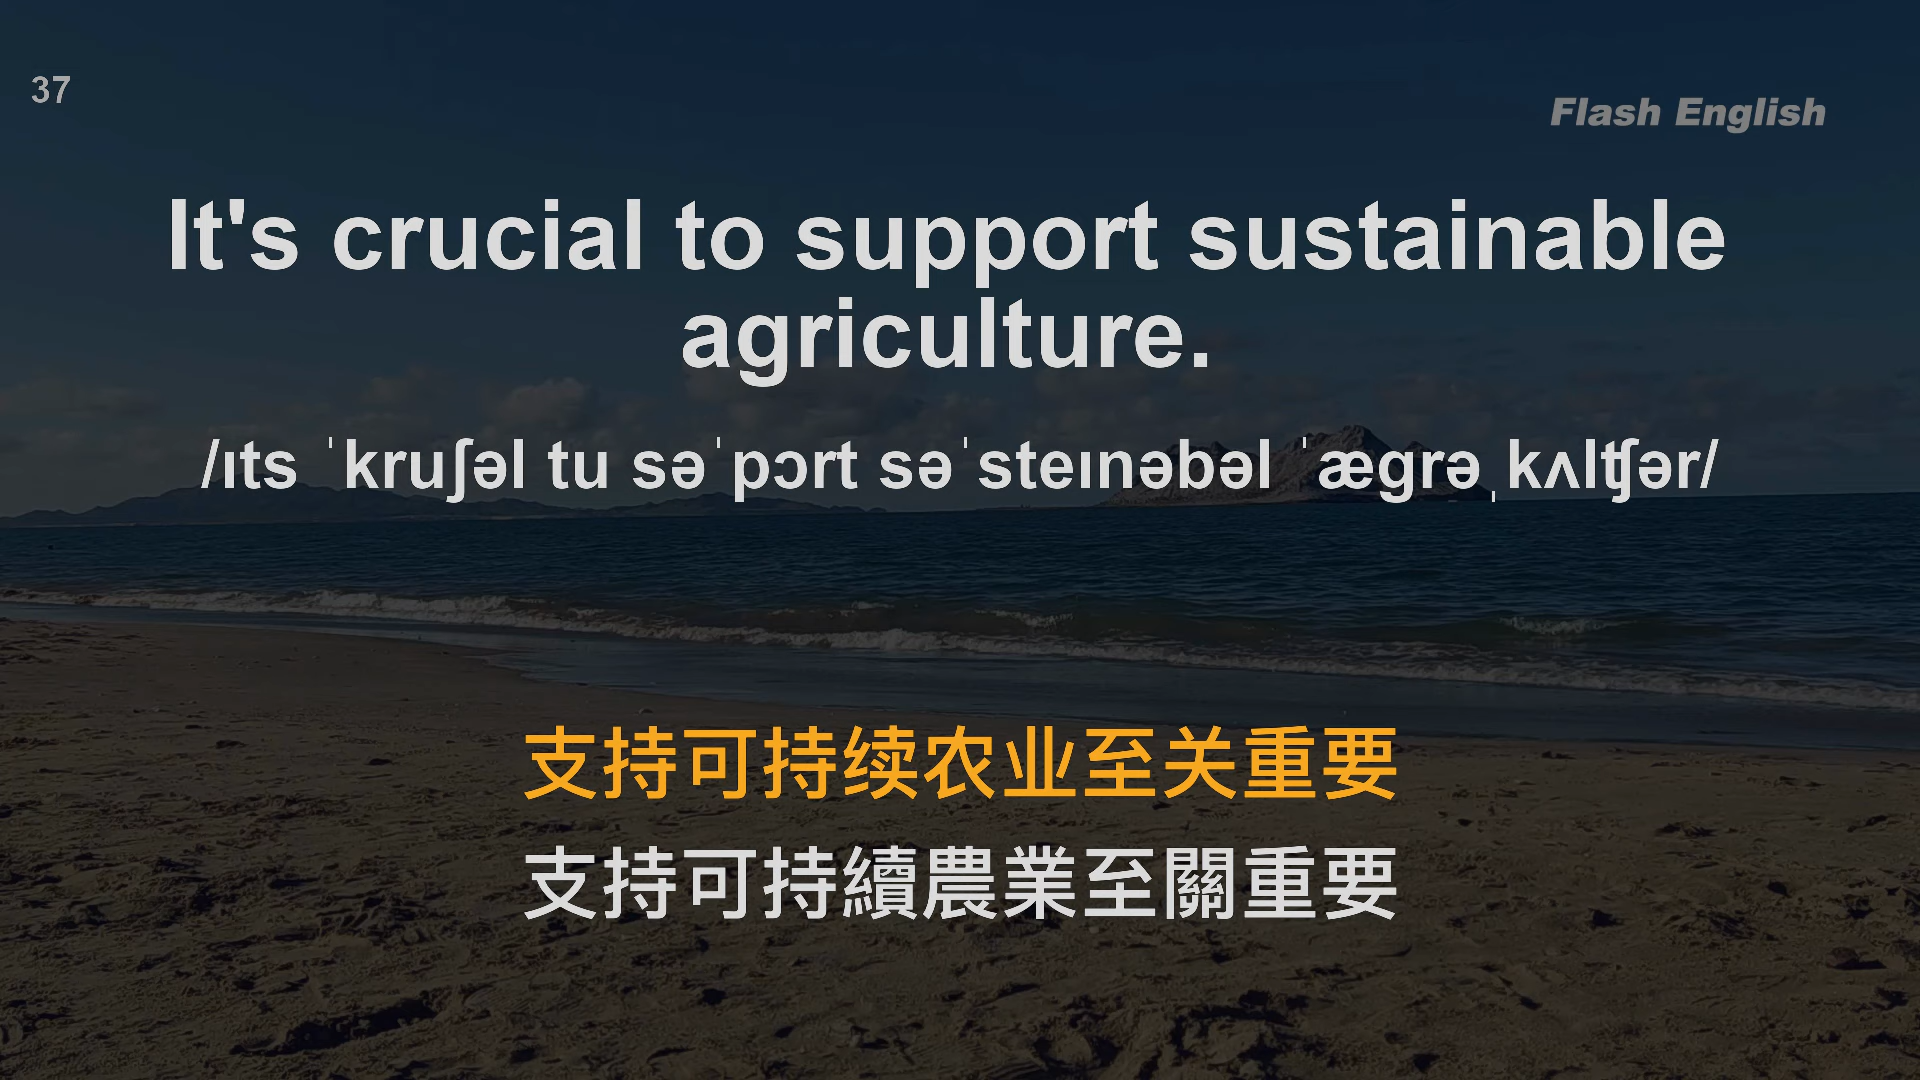 37
Flash English
It's crucial to support sustainable
agriculture.
/ɪts ˈkruʃəl tu səˈpɔrt səˈsteɪnəbəl ˈægrəˌkʌlʧər/
支持可持续农业至关重要
支持可持續農業至關重要